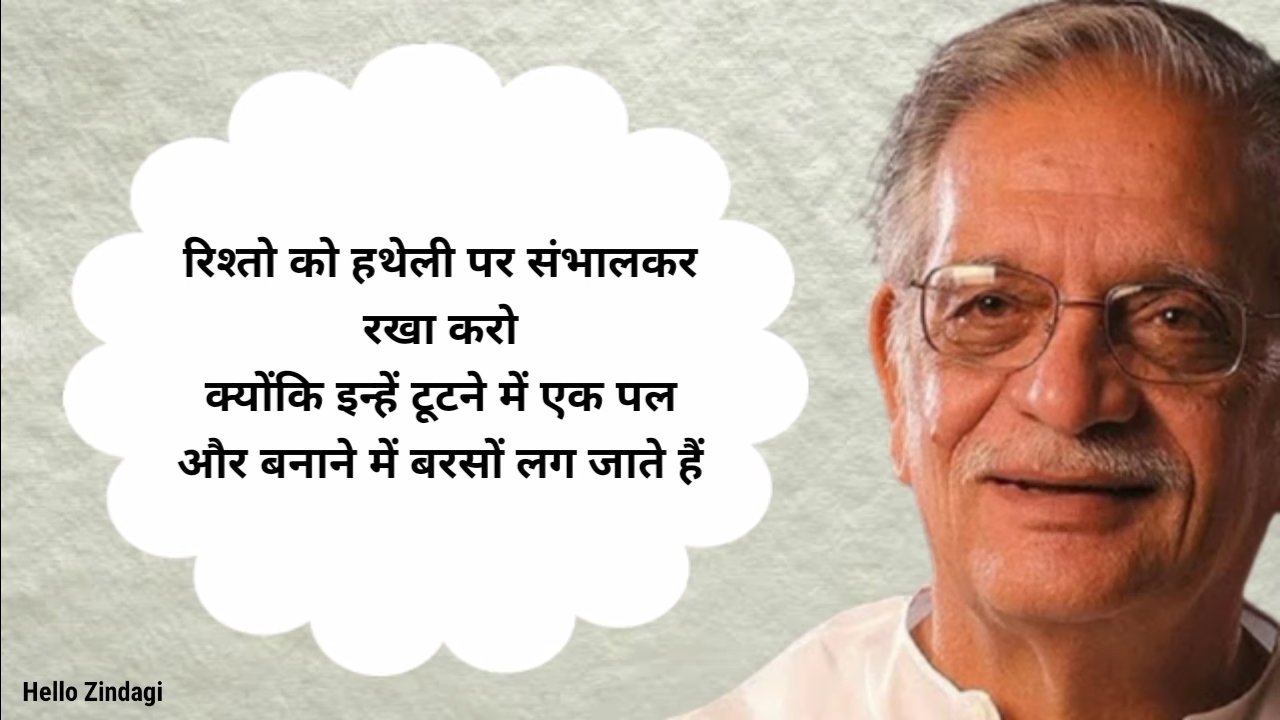 रिश्तो को हथेली पर संभालकर
रखा करो
क्योंकि इन्हें टूटने में एक पल
और बनाने में बरसों लग जाते हैं
Hello Zindagi